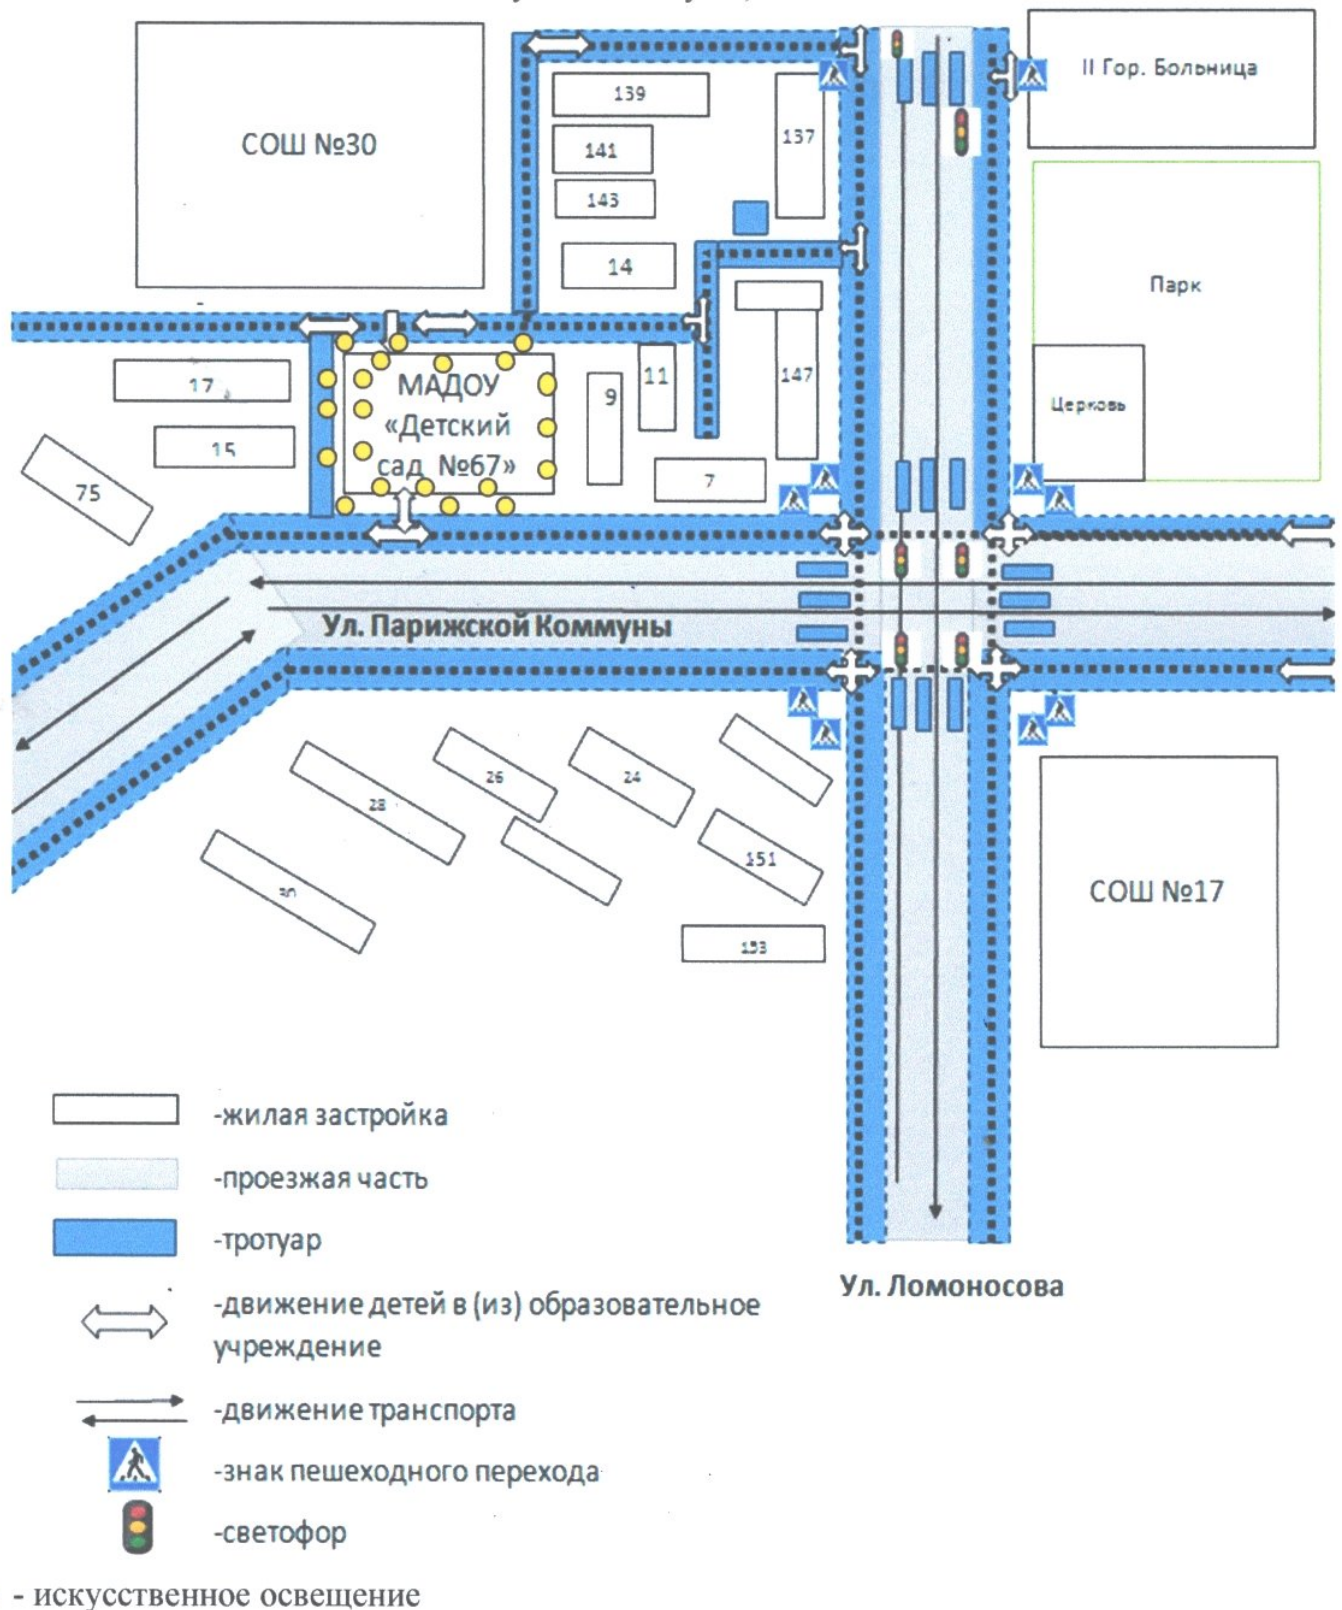 СОШ №30
139
141
143
14
137
II Гор. Больница
Парк
Церковь
17
15
75
МАДОУ
«Детский
сад №67»
9
11
147
7
Ул. Парижской Коммуны
28
26
24
30
151
153
СОШ №17
-жилая застройка
-проезжая часть
-тротуар
Ул. Ломоносова
-движение детей в (из) образовательное
учреждение
-движение транспорта
-знак пешеходного перехода
-светофор
- искусственное освещение